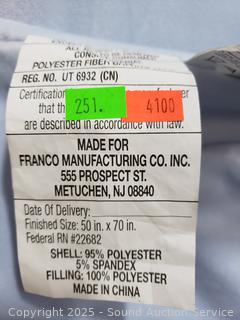 POLYESTER FIBER
REG. NO. UT 6932 (CN)
Certification
that the
251. 4100
are described in accordance with law.
MADE FOR
FRANCO MANUFACTURING CO. INC.
555 PROSPECT ST.
METUCHEN, NJ 08840
Date Of Delivery:
Finished Size: 50 in. x 70 in.
Federal RN #22682
SHELL: 95% POLYESTER
5% SPANDEX
FILLING: 100% POLYESTER
MADE IN CHINA
Copyright 2025 - Sound Auction Service